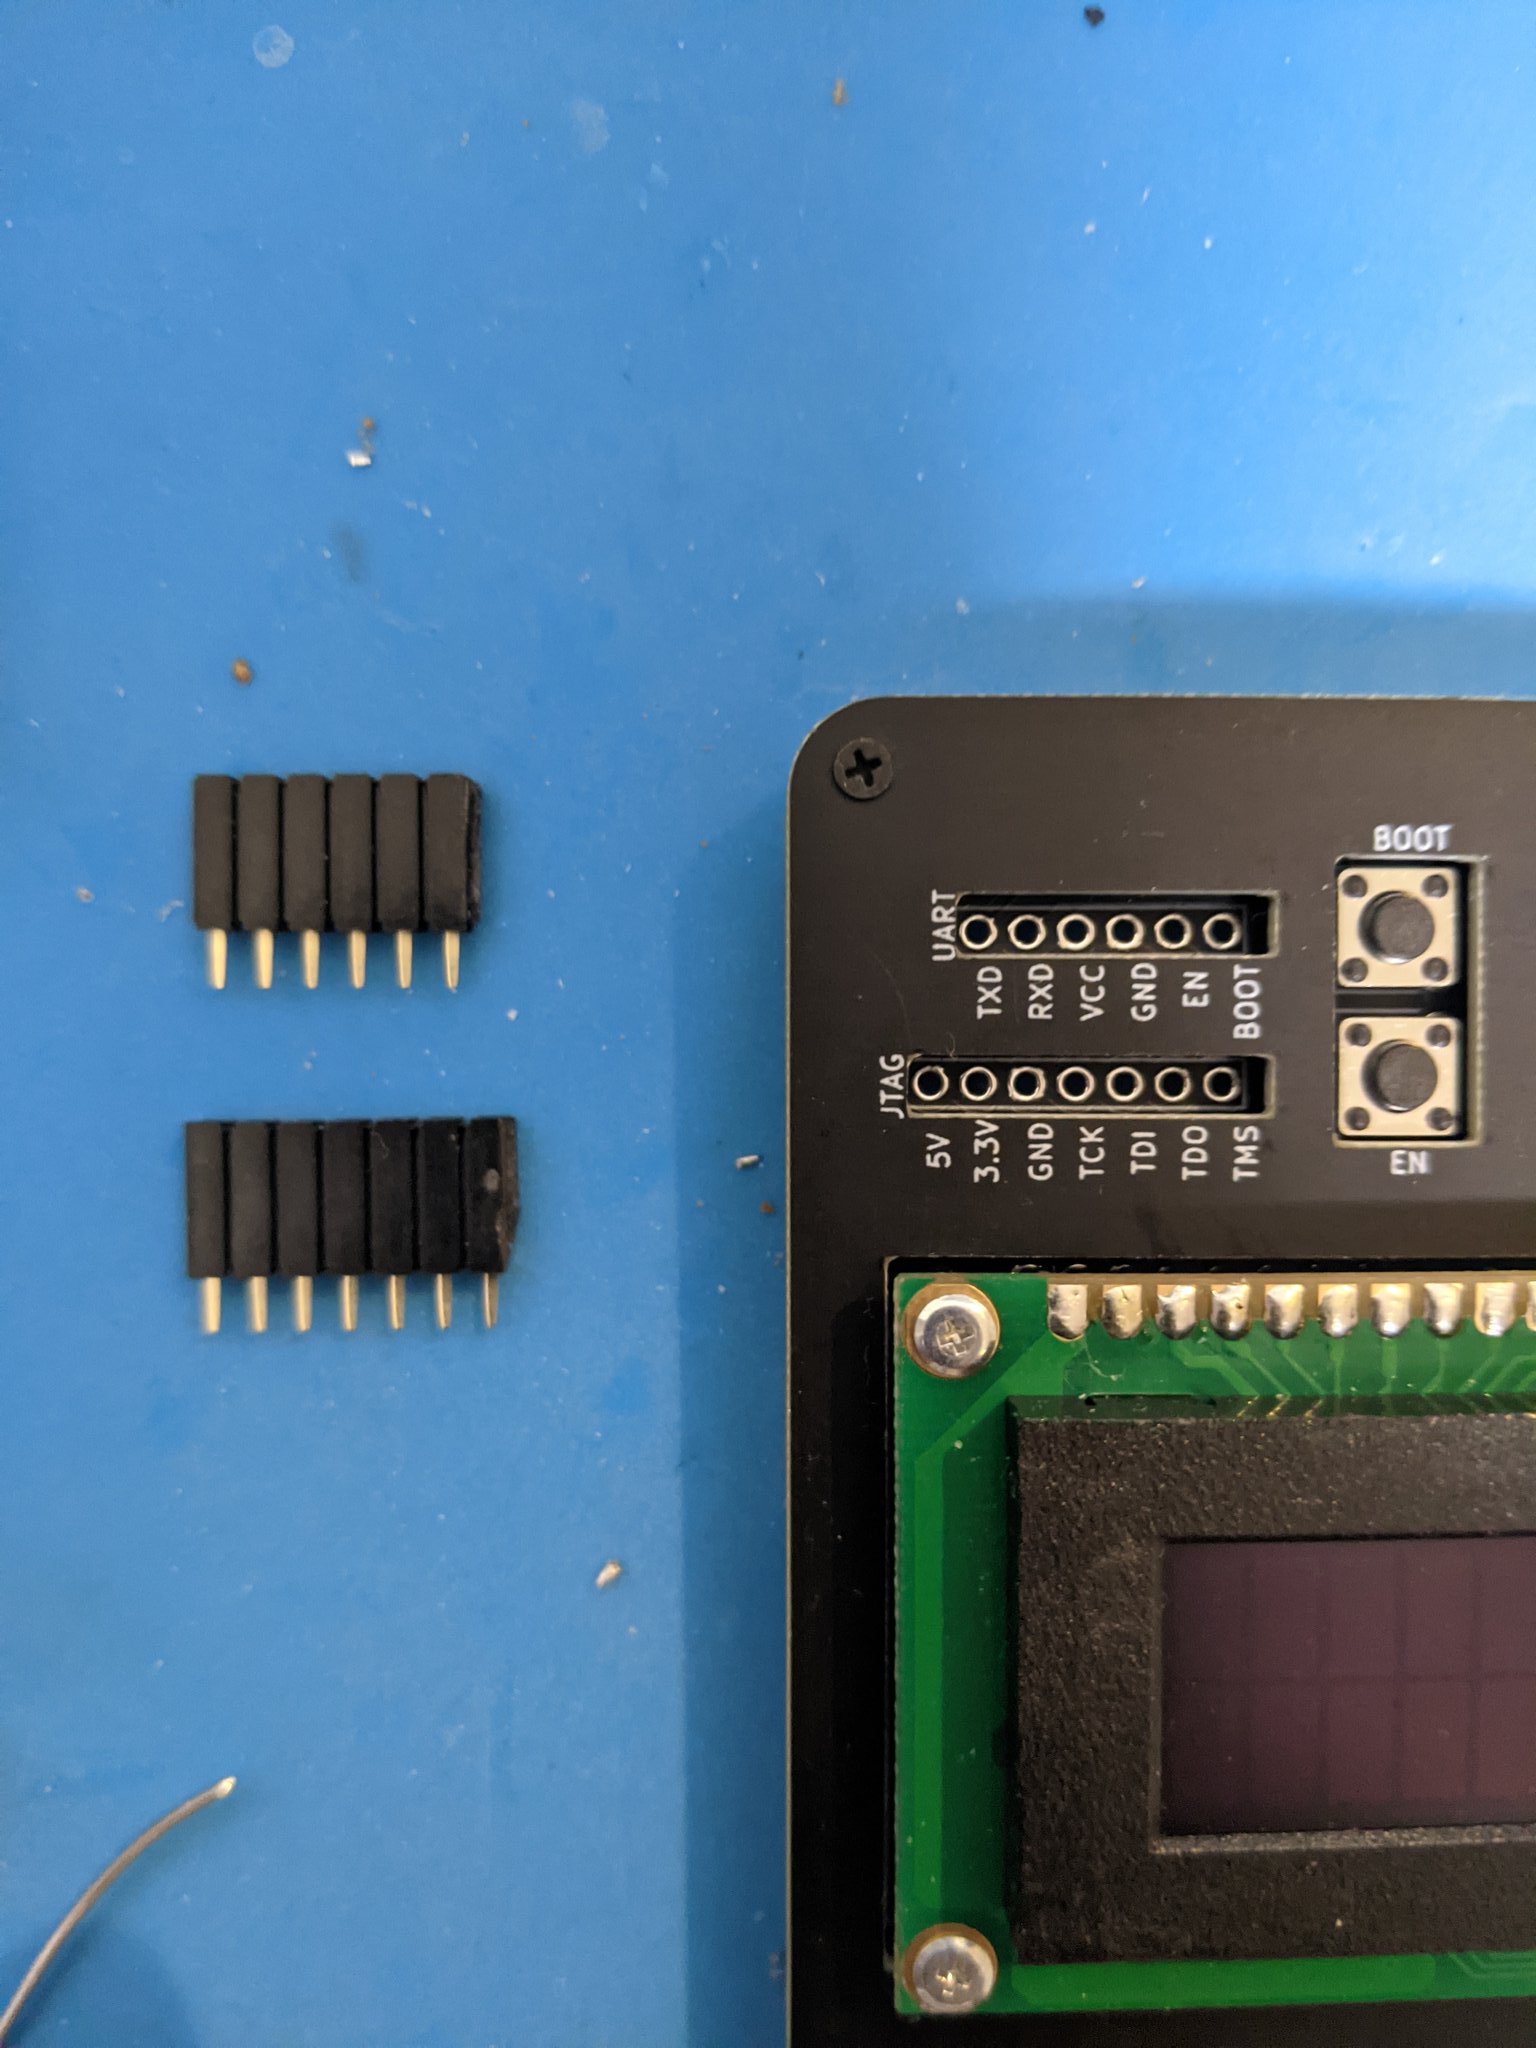 BOOT
UART
TXD
RXD
VCC
GND
EN
BOOT
JTAG
5V
3.3V
GND
TCK
TDI
TDO
TMS
EN